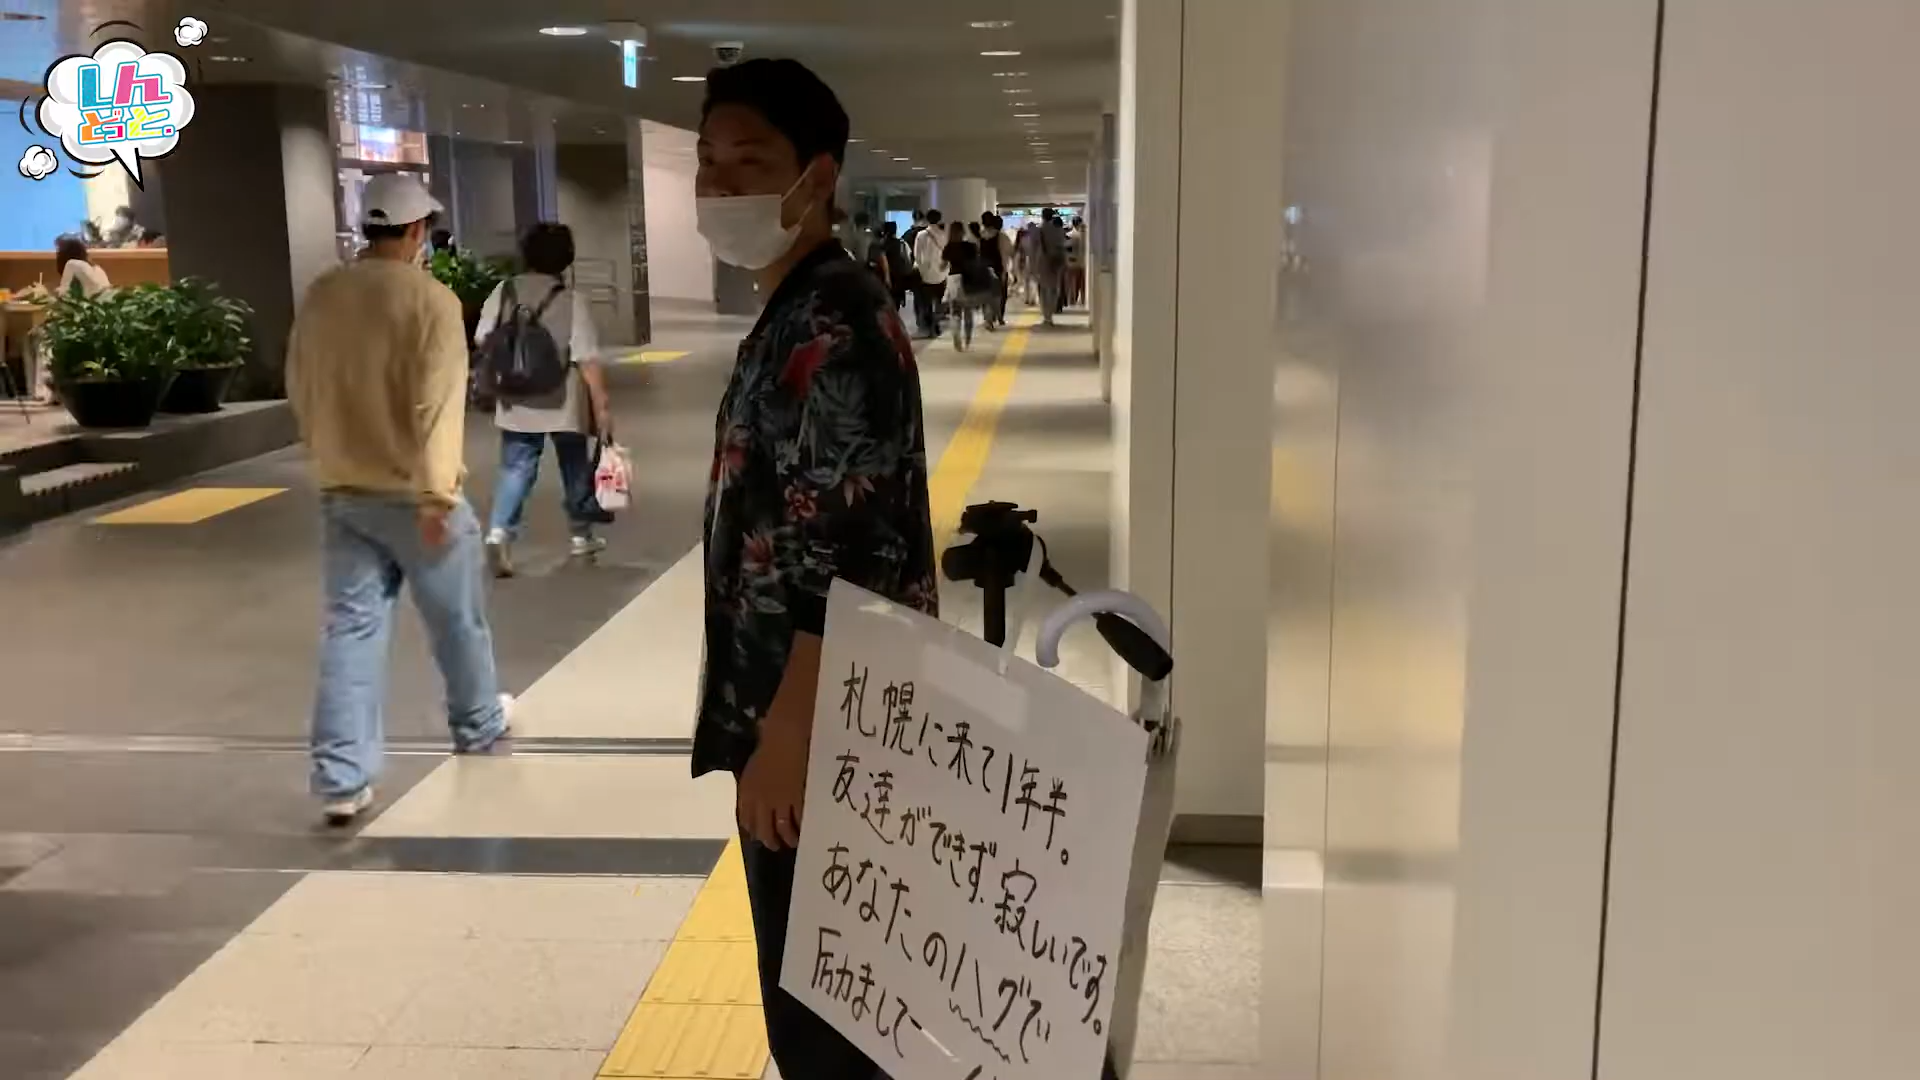 しん
どっと.
札幌に来て1年半。
友達ができず、寂しいです。
あなたのハグで
励まして